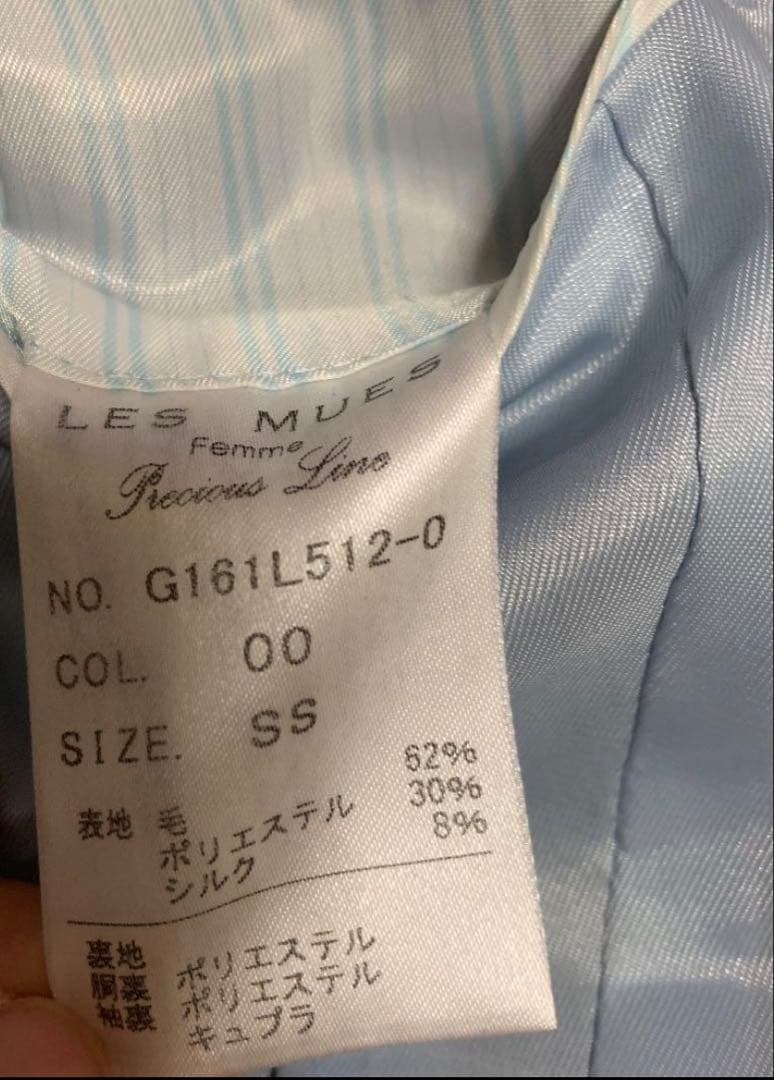 LES MUES
Femme
Precious Line
NO. G161L512-0
COL. 00
SIZE. SS
表地 毛 62%
ポリエステル 30%
シルク 8%
裏地 ポリエステル
胴裏 ポリエステル
袖裏 キュプラ